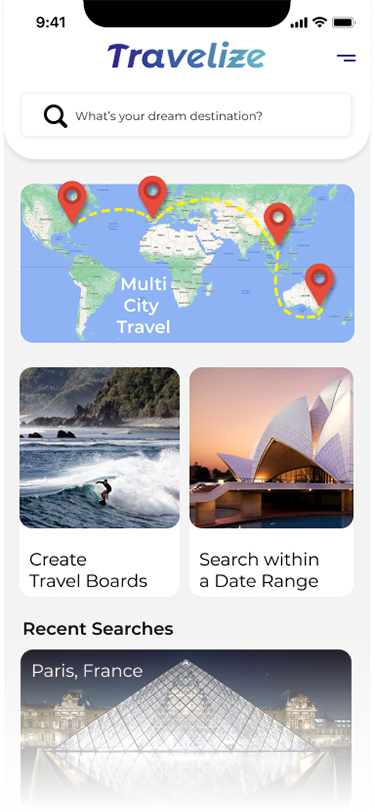 9:41
Travelize
What's your dream destination?
Multi
City
Travel
Create
Travel Boards
Search within
a Date Range
Recent Searches
Paris, France